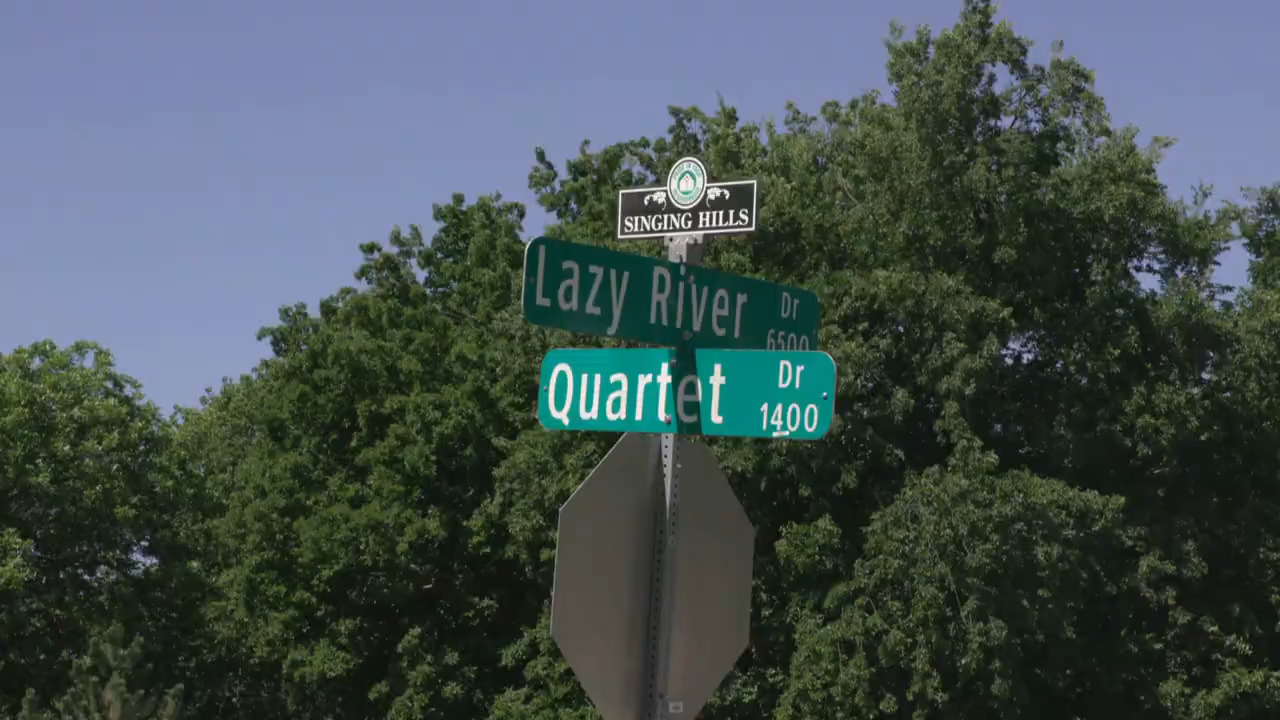 SINGING HILLS
Lazy River Dr
6500
Quartet Dr
1400